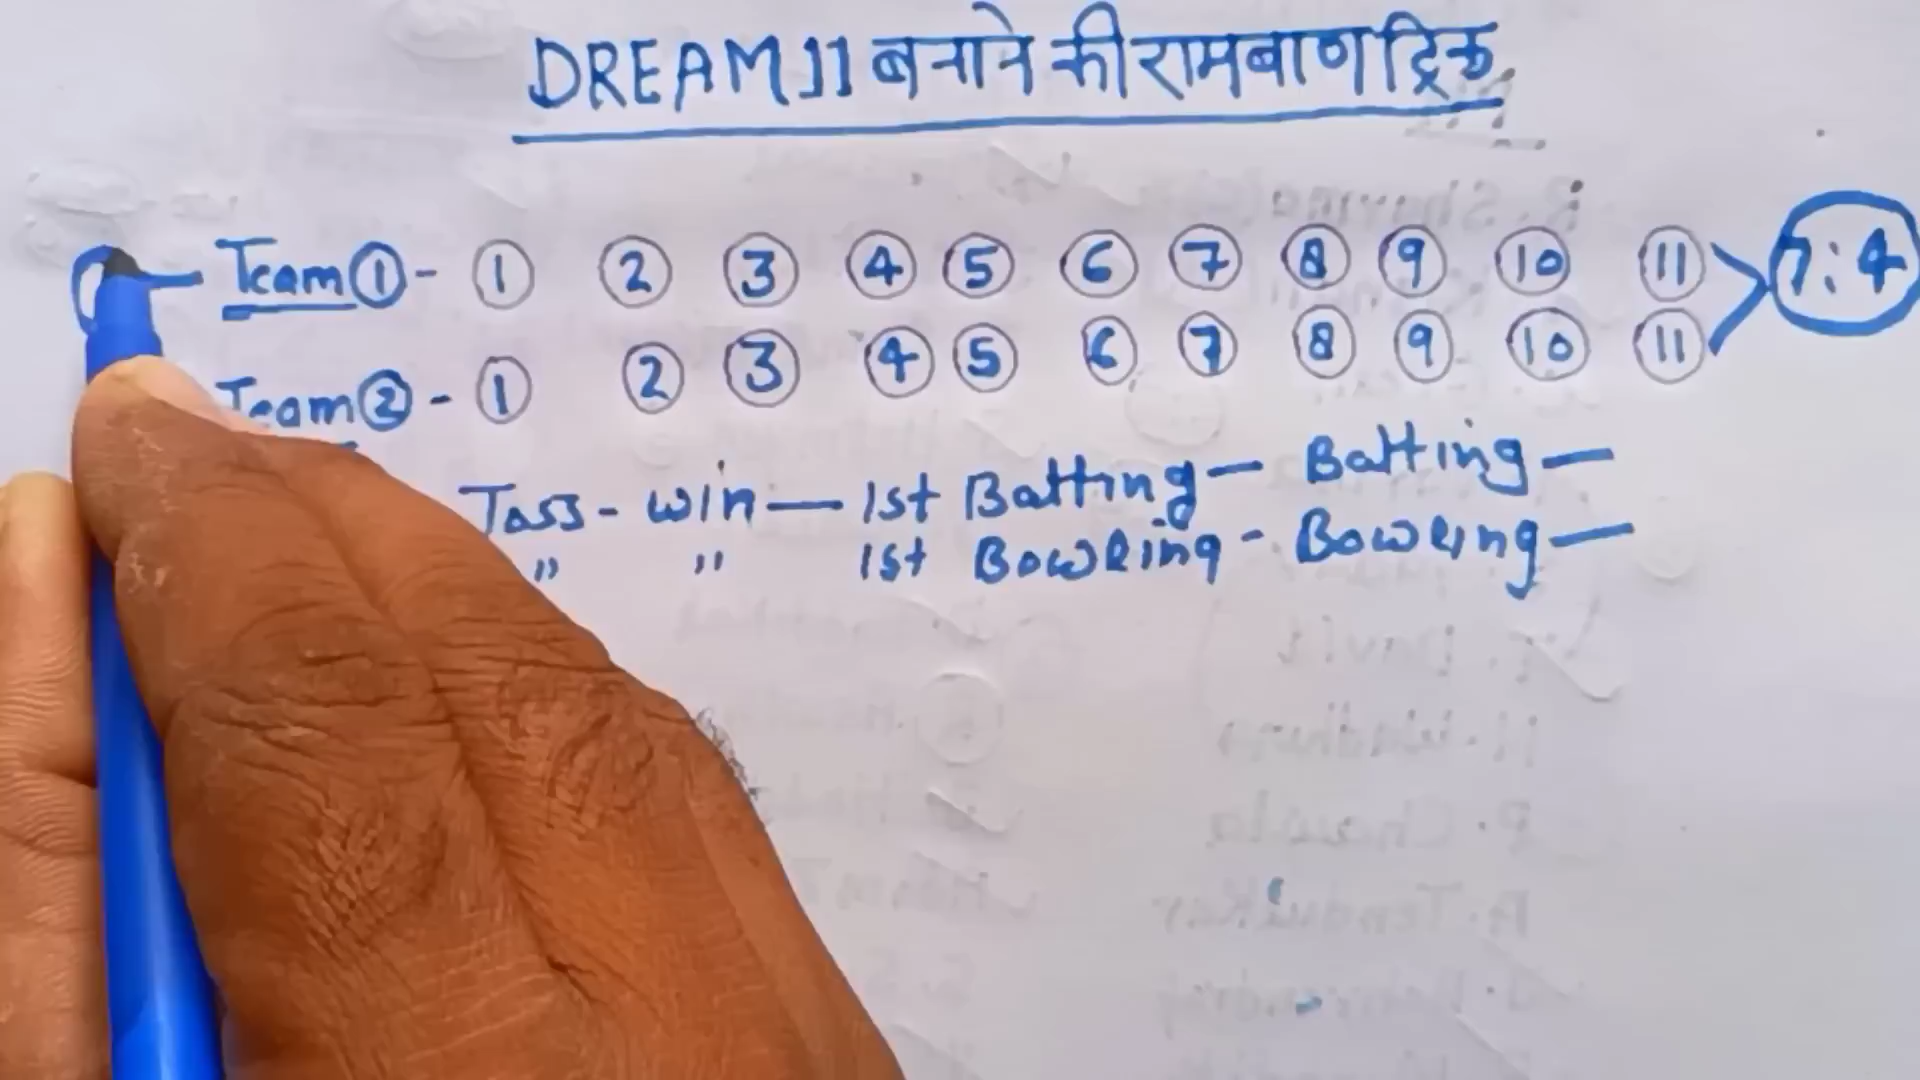 DREAM11 बनाने की रामबाण ट्रिक
Team① - ① ② ③ ④ ⑤ ⑥ ⑦ ⑧ ⑨ ⑩ ⑪ > 7:4
Team② - ① ② ③ ④ ⑤ ⑥ ⑦ ⑧ ⑨ ⑩ ⑪
Toss - win — 1st Batting — Batting —
" " 1st Bowling - Bowling —